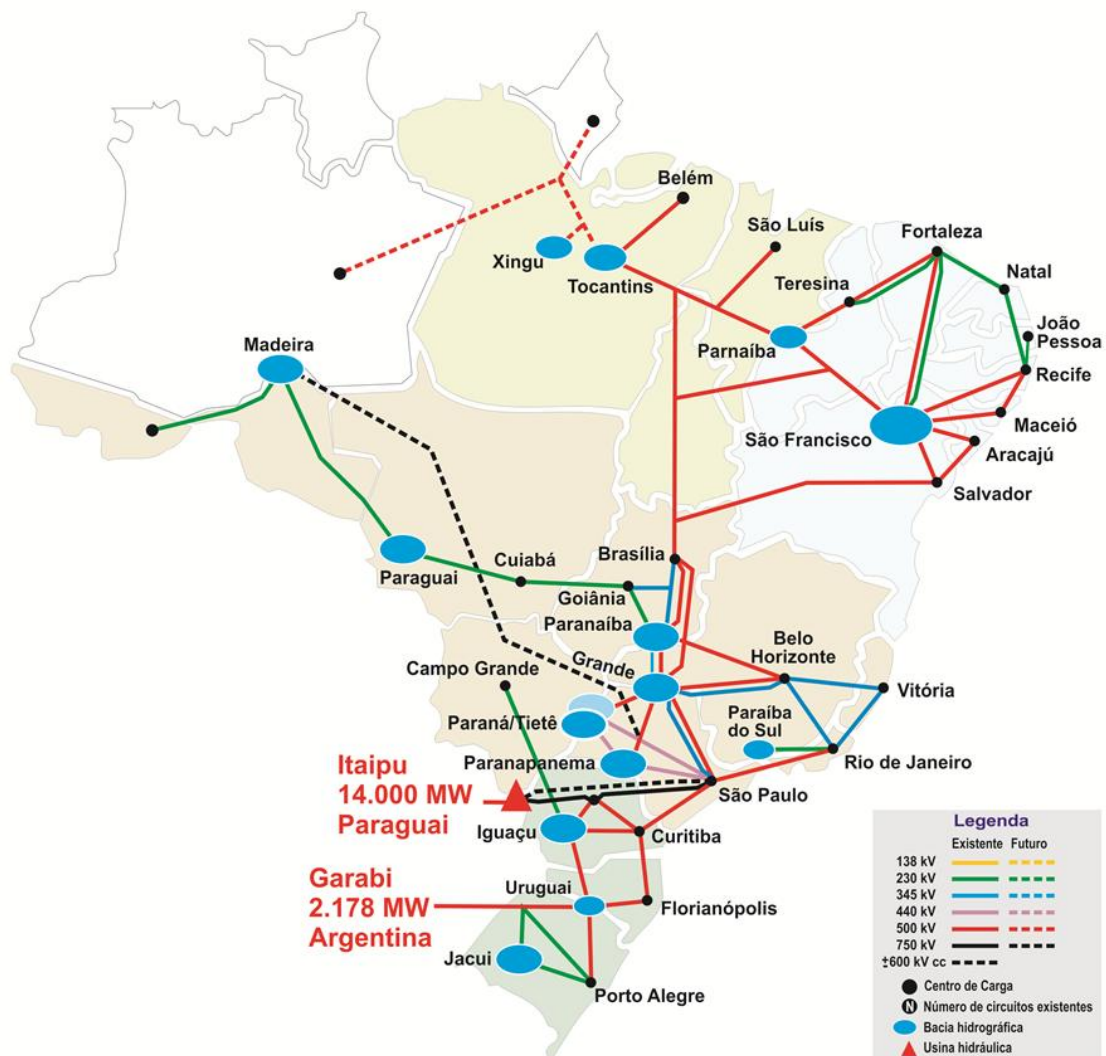 Belém
São Luís
Fortaleza
Xingu
Tocantins
Teresina
Natal
João
Pessoa
Madeira
Parnaíba
Recife
São Francisco
Maceió
Aracajú
Salvador
Brasília
Cuiabá
Paraguai
Goiânia
Paranaíba
Belo
Horizonte
Grande
Campo Grande
Vitória
Paraíba
do Sul
Paraná/Tietê
Paranapanema
Rio de Janeiro
Itaipu
14.000 MW
Paraguai
São Paulo
Iguaçu
Curitiba
Garabi
2.178 MW
Argentina
Uruguai
Florianópolis
Jacui
Porto Alegre
Legenda
Existente Futuro
138 kV
230 kV
345 kV
440 kV
500 kV
750 kV
±600 kV cc
Centro de Carga
N Número de circuitos existentes
Bacia hidrográfica
Usina hidráulica